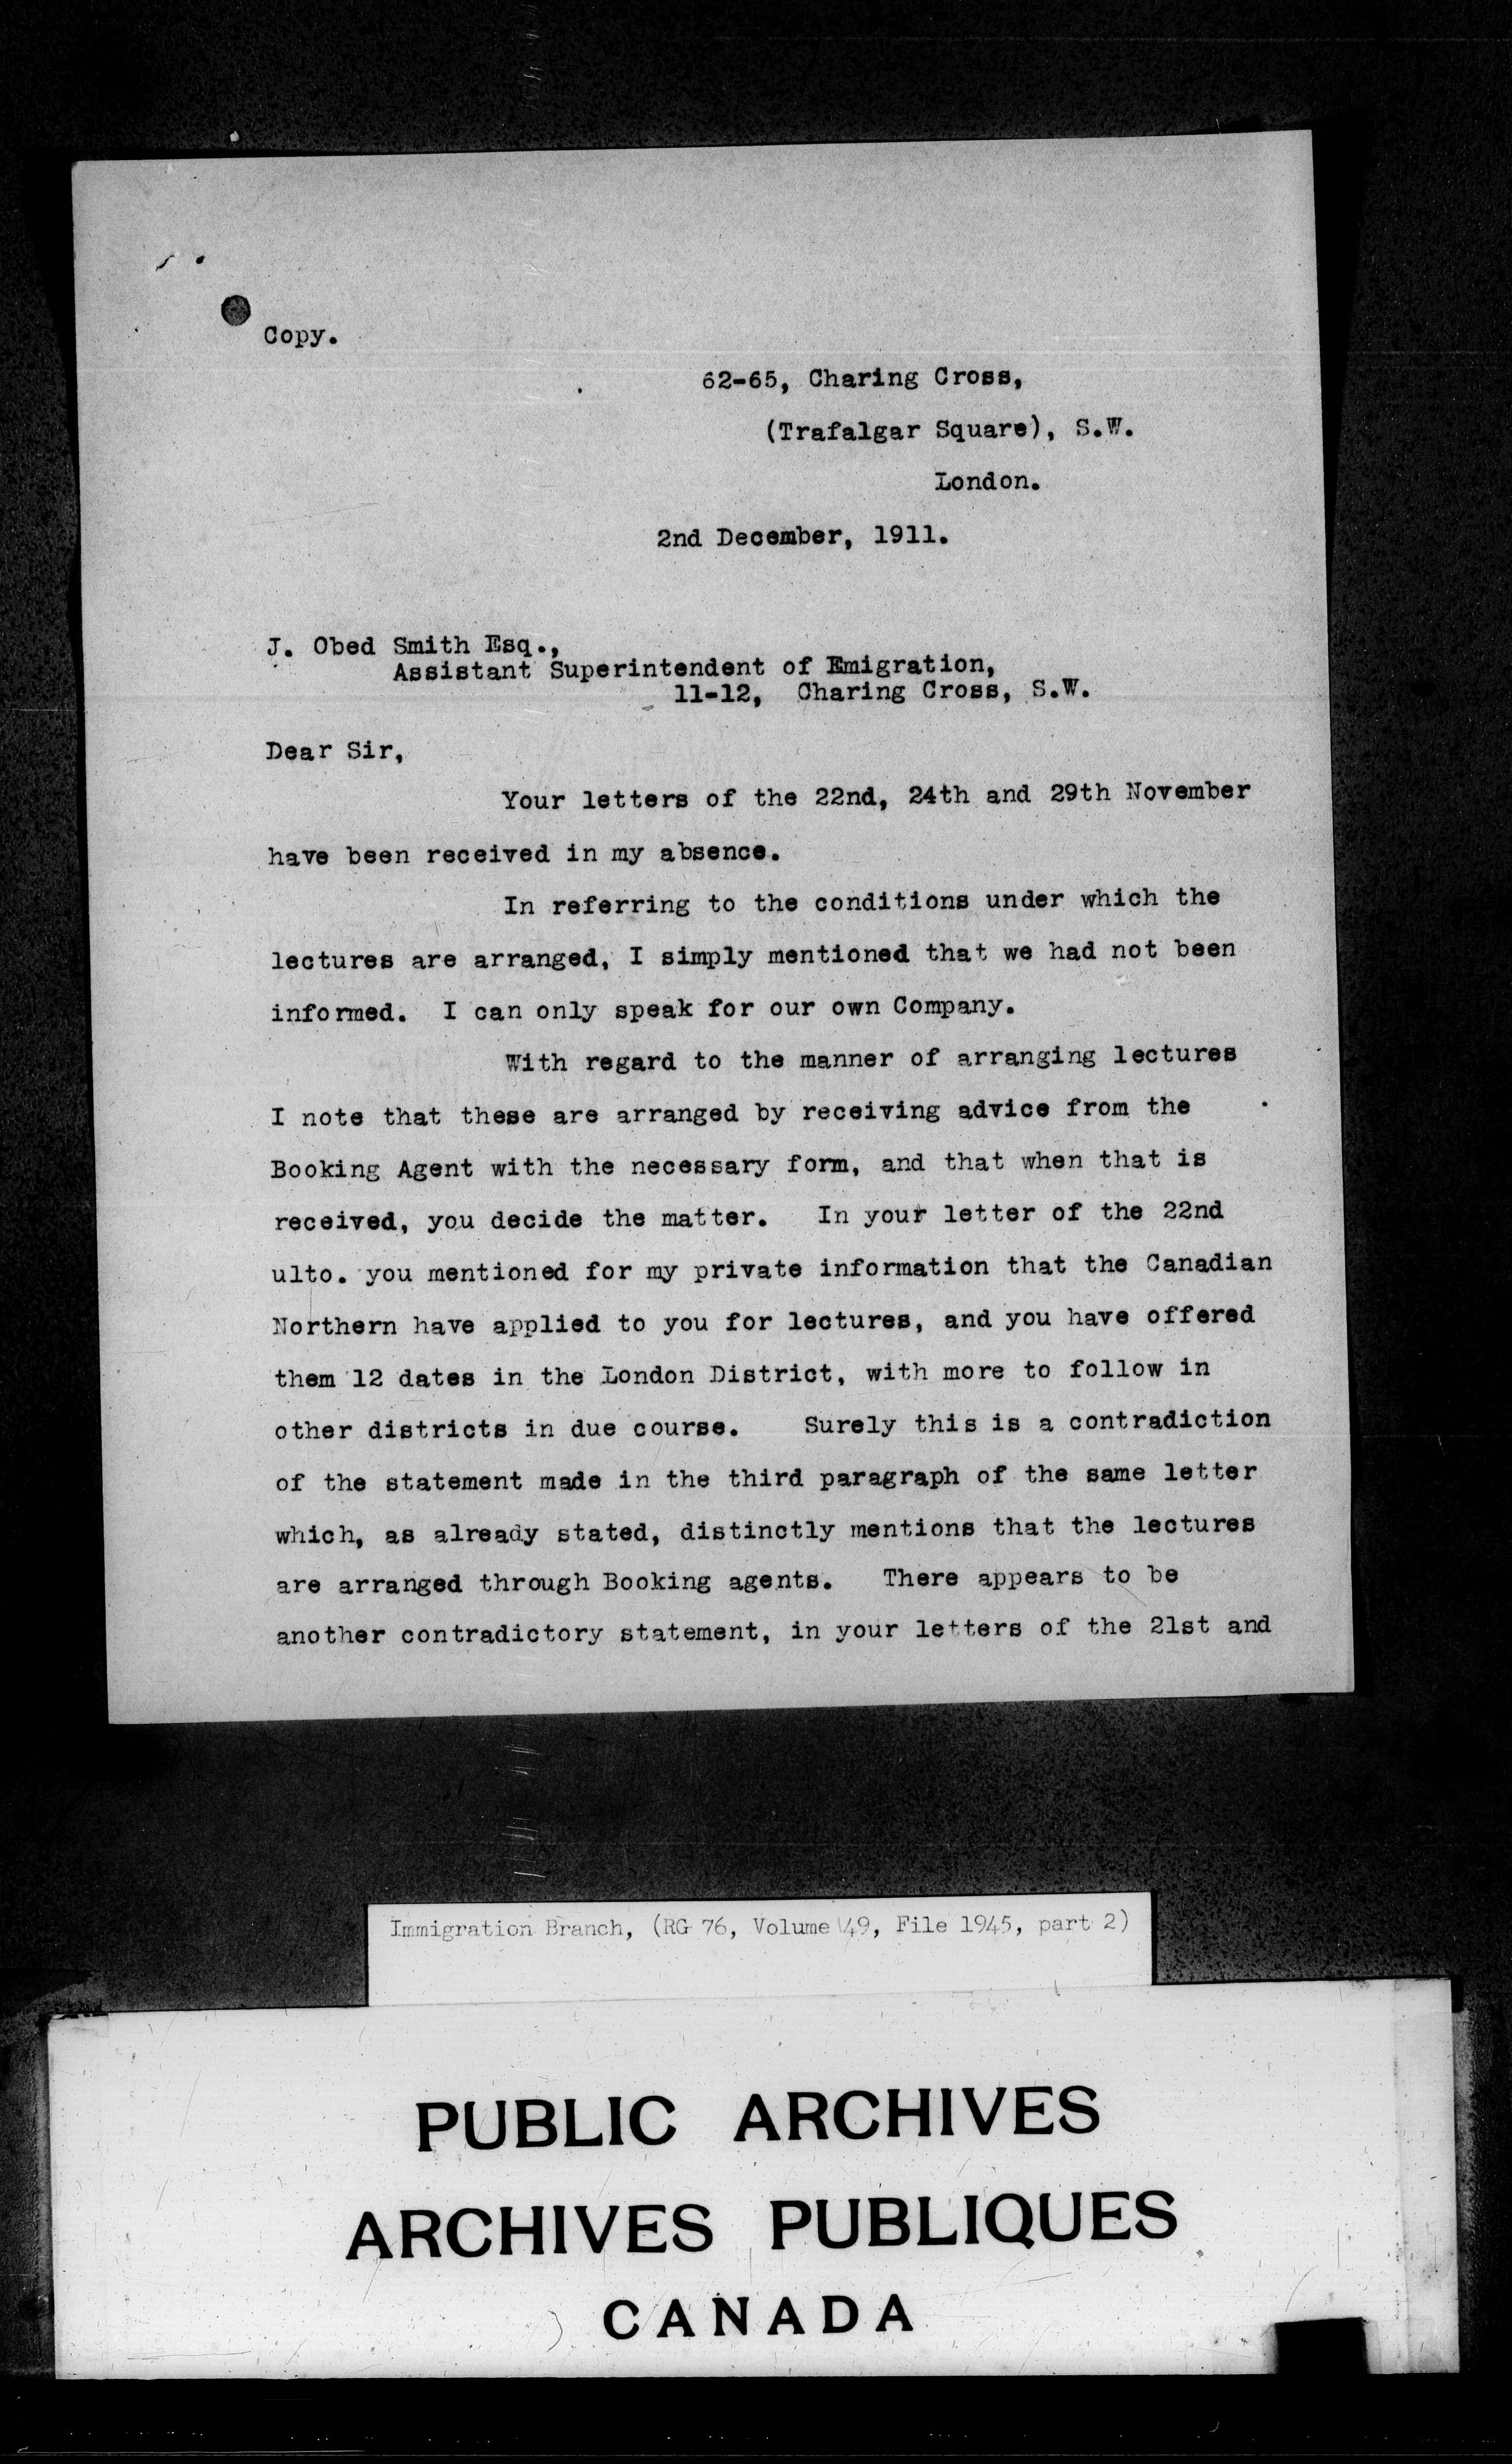 Copy.
62-65, Charing Cross,
(Trafalgar Square), S.W.
London.
2nd December, 1911.
J. Obed Smith Esq.,
Assistant Superintendent of Emigration,
11-12, Charing Cross, S.W.
Dear Sir,
Your letters of the 22nd, 24th and 29th November
have been received in my absence.
In referring to the conditions under which the
lectures are arranged, I simply mentioned that we had not been
informed. I can only speak for our own Company.
With regard to the manner of arranging lectures
I note that these are arranged by receiving advice from the
Booking Agent with the necessary form, and that when that is
received, you decide the matter. In your letter of the 22nd
ulto. you mentioned for my private information that the Canadian
Northern have applied to you for lectures, and you have offered
them 12 dates in the London District, with more to follow in
other districts in due course. Surely this is a contradiction
of the statement made in the third paragraph of the same letter
which, as already stated, distinctly mentions that the lectures
are arranged through Booking agents. There appears to be
another contradictory statement, in your letters of the 21st and
Immigration Branch, (RG 76, Volume 49, File 1945, part 2)
PUBLIC ARCHIVES
ARCHIVES PUBLIQUES
CANADA